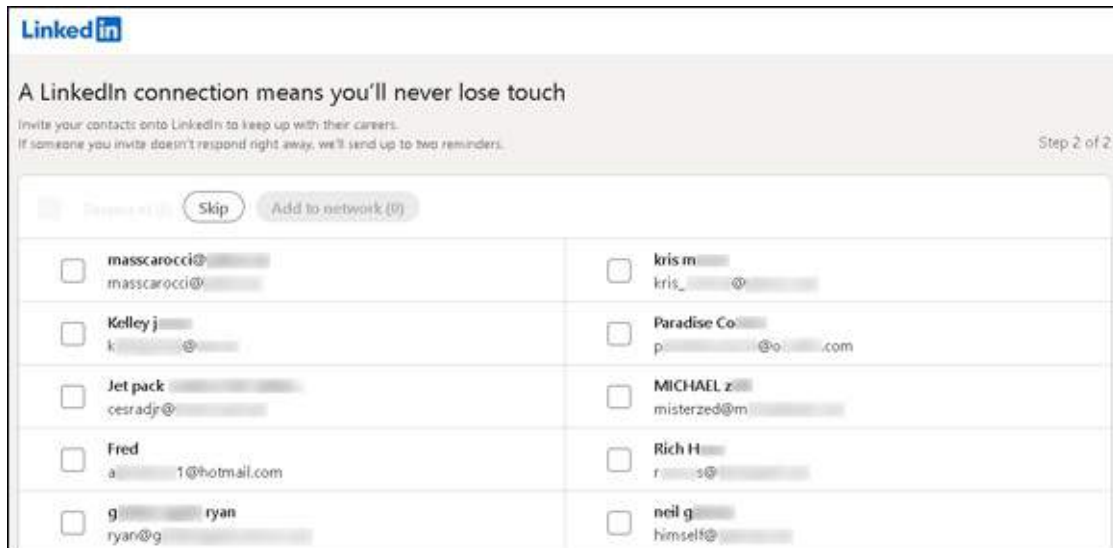 Linked in
A LinkedIn connection means you'll never lose touch
Invite your contacts onto LinkedIn to keep up with their careers.
If someone you invite doesn't respond right away, we'll send up to two reminders.
Step 2 of 2
Skip
Add to network (0)
masscarocci@
masscarocci@
kris m
kris_ @
Kelley j
k @
Paradise Co
p @o .com
Jet pack
cesradjr@
MICHAEL z
misterzed@m
Fred
a 1@hotmail.com
Rich H
r s@
g ryan
ryan@g
neil g
himself@